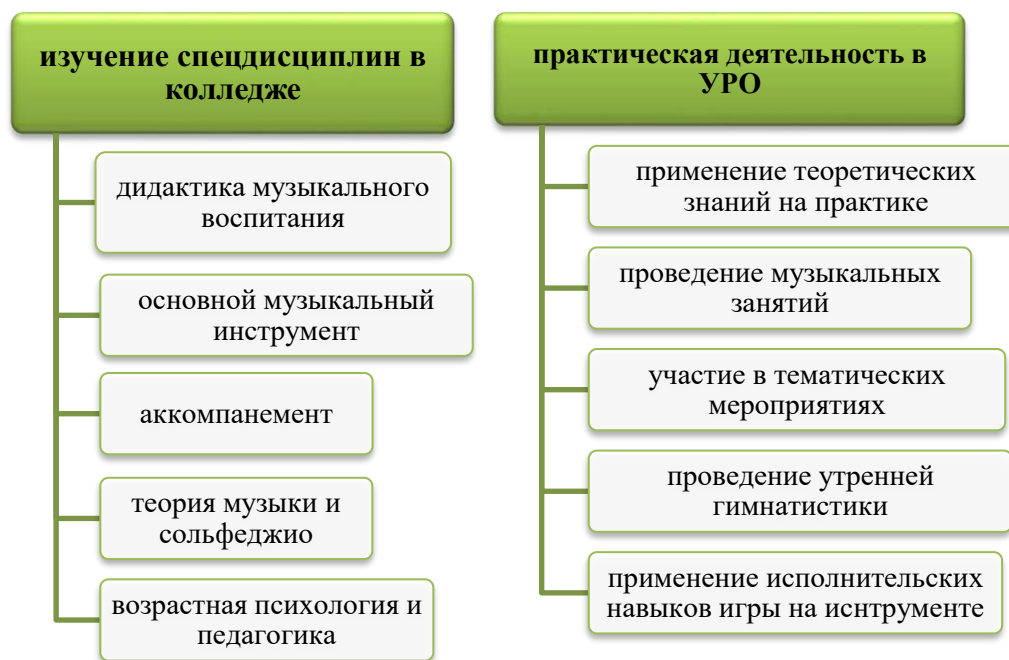 изучение спецдисциплин в
колледже
дидактика музыкального
воспитания
основной музыкальный
инструмент
аккомпанемент
теория музыки и
сольфеджио
возрастная психология и
педагогика
практическая деятельность в
УРО
применение теоретических
знаний на практике
проведение музыкальных
занятий
участие в тематических
мероприятиях
проведение утренней
гимнатистики
применение исполнительских
навыков игры на иснтрументе